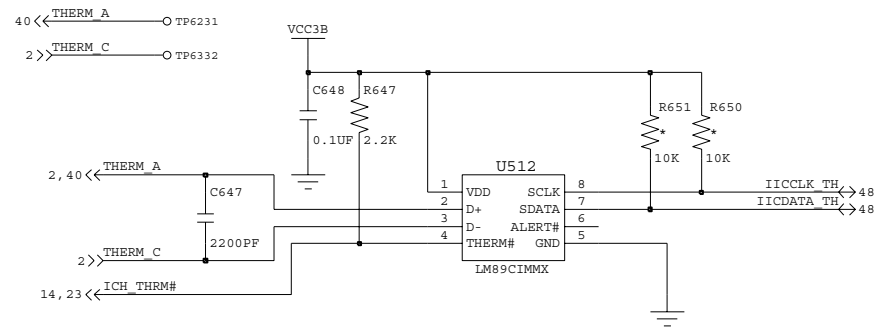 40 THERM_A TP6231
2 THERM_C TP6332
VCC3B
C648 R647
R651 R650
* *
0.1UF 2.2K
10K 10K
2,40 THERM_A
U512
C647
1 VDD SCLK 8 IICCLK_TH 48
2 D+ SDATA 7 IICDATA_TH 48
3 D- ALERT# 6
2200PF
4 THERM# GND 5
2 THERM_C
LM89CIMMX
14,23 ICH_THRM#